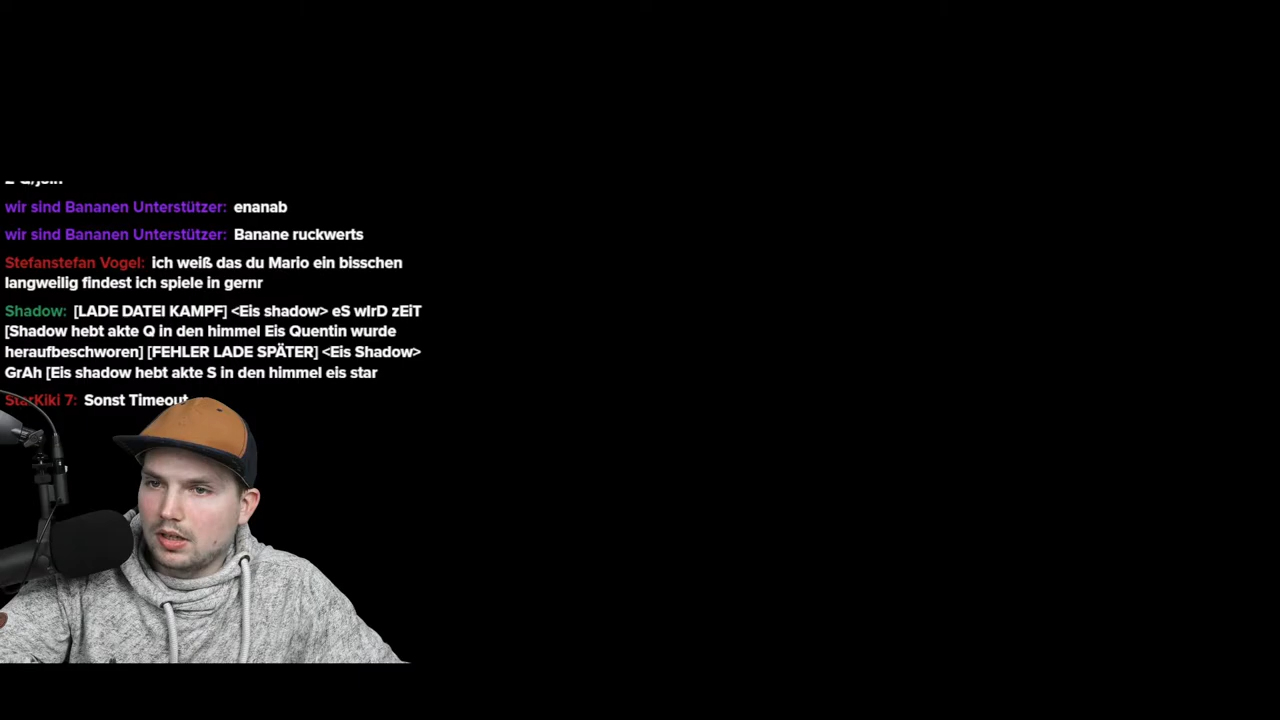 wir sind Bananen Unterstützer: enanab
wir sind Bananen Unterstützer: Banane ruckwerts
Stefanstefan Vogel: ich weiß das du Mario ein bisschen
langweilig findest ich spiele in gernr
Shadow: [LADE DATEI KAMPF] <Eis shadow> eS wIrD zEiT
[Shadow hebt akte Q in den himmel Eis Quentin wurde
heraufbeschworen] [FEHLER LADE SPÄTER] <Eis Shadow>
GrAh [Eis shadow hebt akte S in den himmel eis star
StarKiki 7: Sonst Timeout